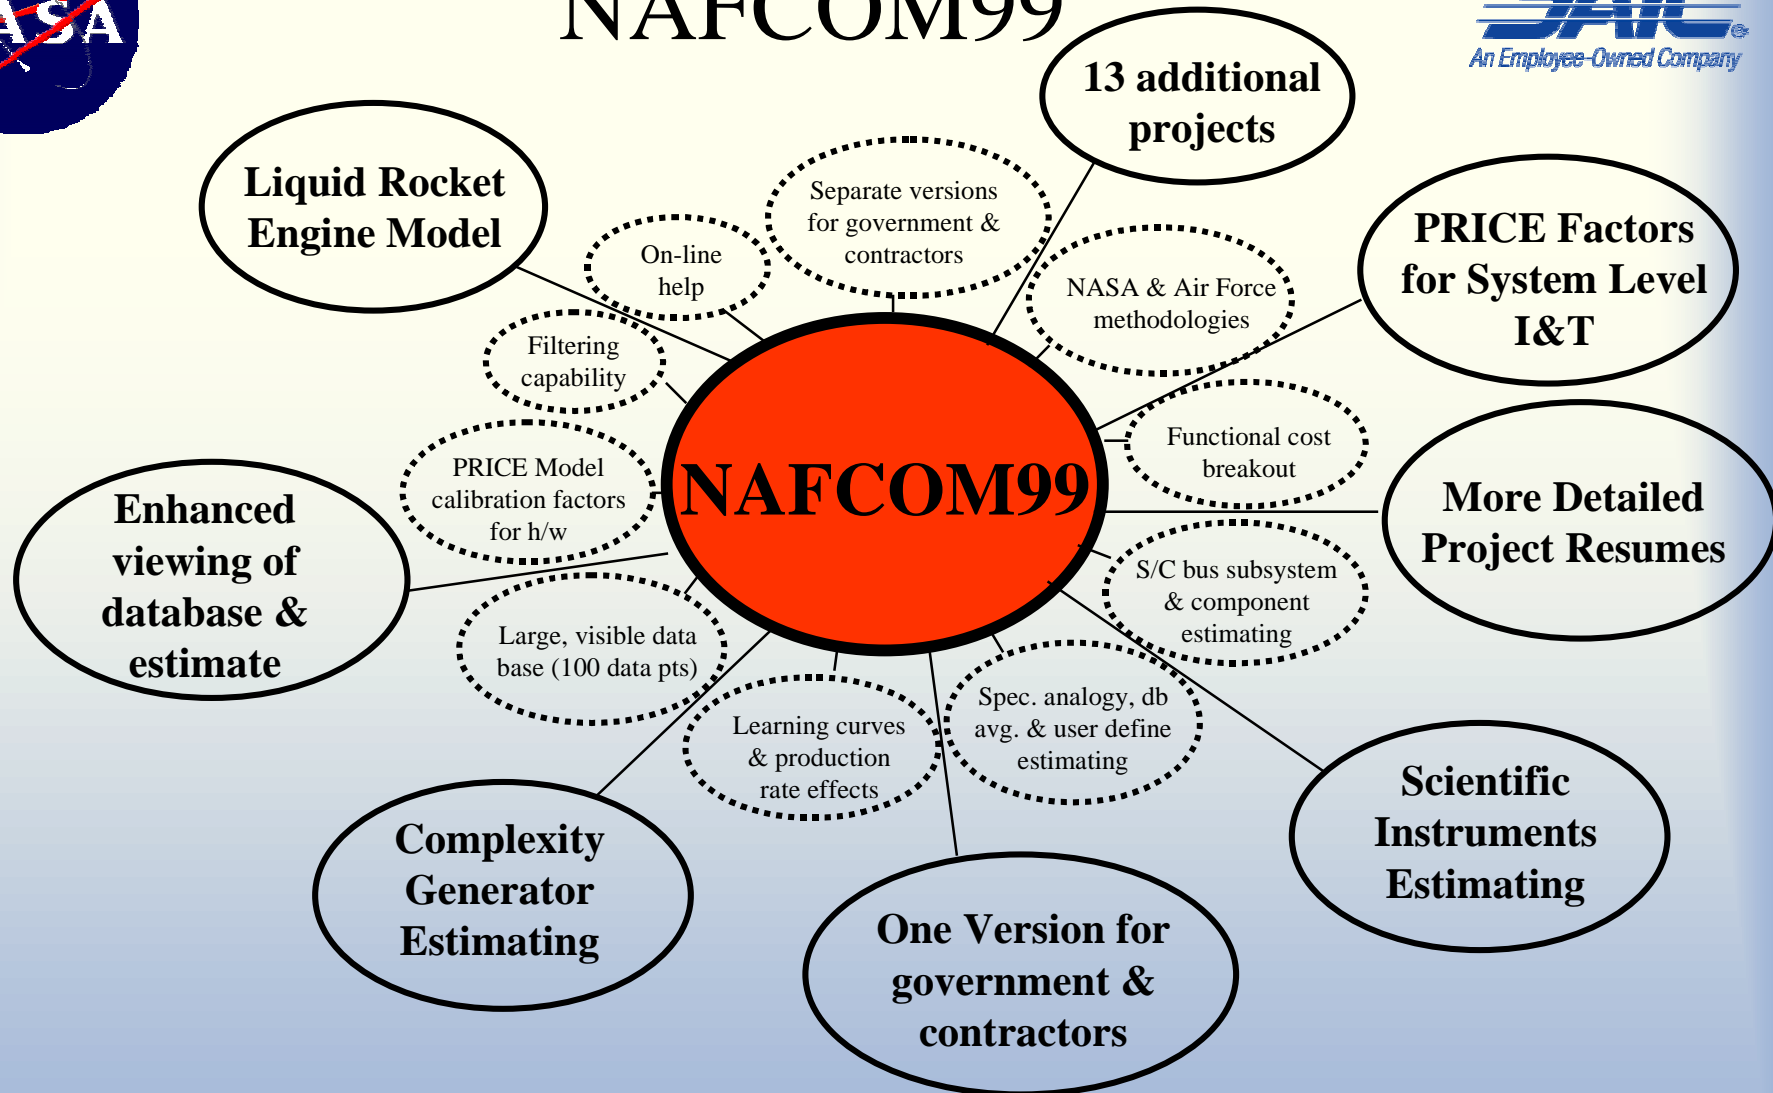 NAFCOM99
An Employee-Owned Company
13 additional
projects
Liquid Rocket
Engine Model
Separate versions
for government &
contractors
On-line
help
NASA & Air Force
methodologies
PRICE Factors
for System Level
I&T
Filtering
capability
Functional cost
breakout
PRICE Model
calibration factors
for h/w
NAFCOM99
More Detailed
Project Resumes
Enhanced
viewing of
database &
estimate
S/C bus subsystem
& component
estimating
Large, visible data
base (100 data pts)
Learning curves
& production
rate effects
Spec. analogy, db
avg. & user define
estimating
Scientific
Instruments
Estimating
Complexity
Generator
Estimating
One Version for
government &
contractors